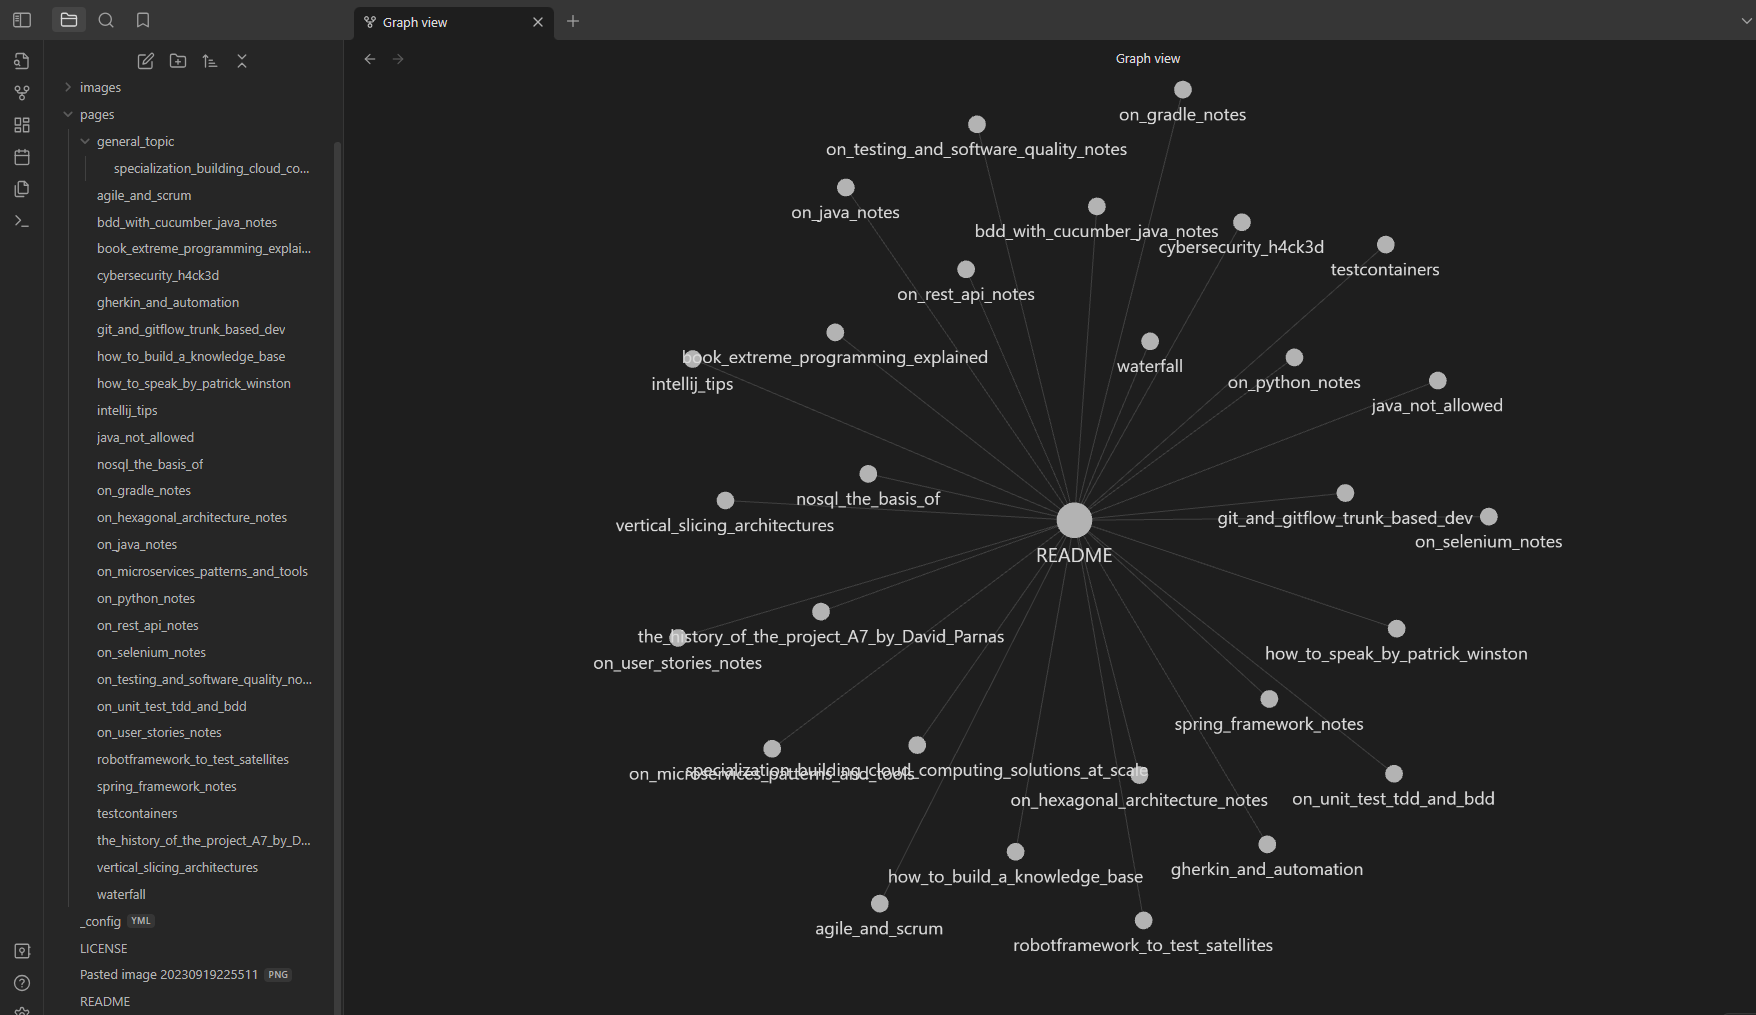 Graph view
Graph view
images
pages
general_topic
specialization_building_cloud_co...
agile_and_scrum
bdd_with_cucumber_java_notes
book_extreme_programming_explai...
cybersecurity_h4ck3d
gherkin_and_automation
git_and_gitflow_trunk_based_dev
how_to_build_a_knowledge_base
how_to_speak_by_patrick_winston
intellij_tips
java_not_allowed
nosql_the_basis_of
on_gradle_notes
on_hexagonal_architecture_notes
on_java_notes
on_microservices_patterns_and_tools
on_python_notes
on_rest_api_notes
on_selenium_notes
on_testing_and_software_quality_no...
on_unit_test_tdd_and_bdd
on_user_stories_notes
robotframework_to_test_satellites
spring_framework_notes
testcontainers
the_history_of_the_project_A7_by_D...
vertical_slicing_architectures
waterfall
_config YML
LICENSE
Pasted image 20230919225511 PNG
README
on_gradle_notes
on_testing_and_software_quality_notes
on_java_notes
bdd_with_cucumber_java_notes
cybersecurity_h4ck3d
testcontainers
on_rest_api_notes
book_extreme_programming_explained
waterfall
intellij_tips
on_python_notes
java_not_allowed
nosql_the_basis_of
git_and_gitflow_trunk_based_dev
vertical_slicing_architectures
on_selenium_notes
README
the_history_of_the_project_A7_by_David_Parnas
how_to_speak_by_patrick_winston
on_user_stories_notes
spring_framework_notes
specialization_building_cloud_computing_solutions_at_scale
on_microservices_patterns_and_tools
on_hexagonal_architecture_notes
on_unit_test_tdd_and_bdd
gherkin_and_automation
how_to_build_a_knowledge_base
agile_and_scrum
robotframework_to_test_satellites